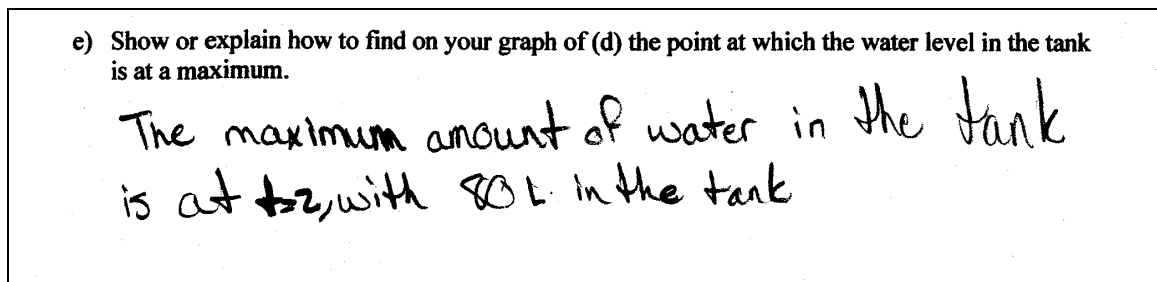 e) Show or explain how to find on your graph of (d) the point at which the water level in the tank
is at a maximum.
The maximum amount of water in the tank
is at t=2, with 80 L. in the tank